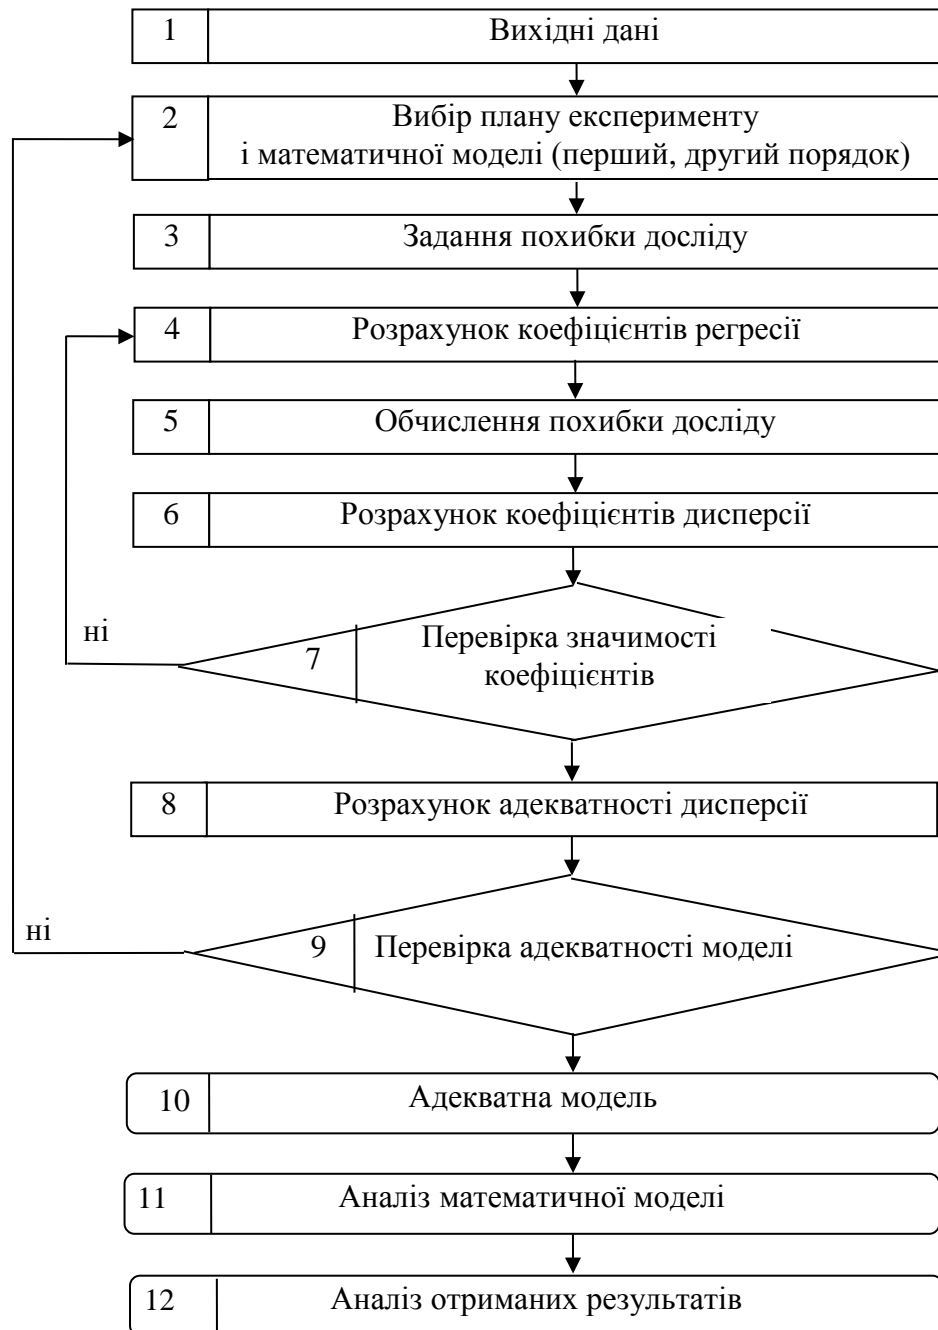 1 Вихідні дані
2 Вибір плану експерименту
і математичної моделі (перший, другий порядок)
3 Задання похибки досліду
4 Розрахунок коефіцієнтів регресії
5 Обчислення похибки досліду
6 Розрахунок коефіцієнтів дисперсії
ні
7 Перевірка значимості
коефіцієнтів
8 Розрахунок адекватності дисперсії
ні
9 Перевірка адекватності моделі
10 Адекватна модель
11 Аналіз математичної моделі
12 Аналіз отриманих результатів